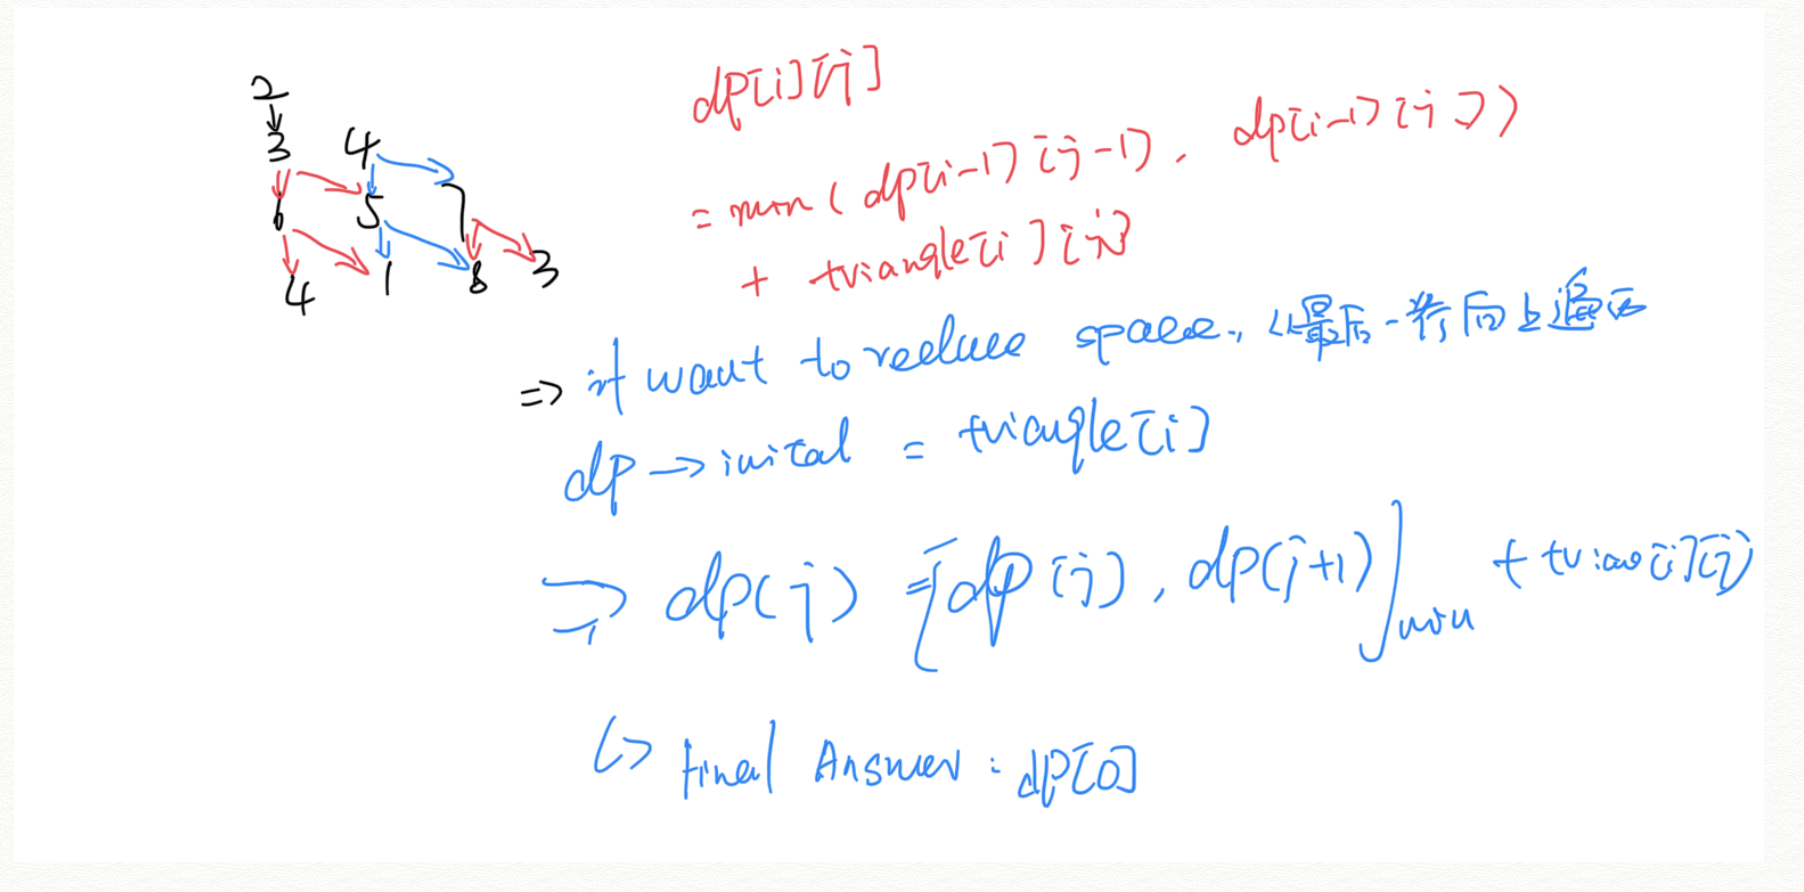 2
3 4
6 5 7
4 1 8 3
dp[i][j]
= min ( dp[i-1][j-1], dp[i-1][j])
+ triangle[i][j]
=> if want to reduce space, 从最后一行向上遍历
dp -> inital = triangle[i]
=> dp(j) = [dp[j], dp(j+1)] min + trian[i][j]
↳ final Answer : dp[0]